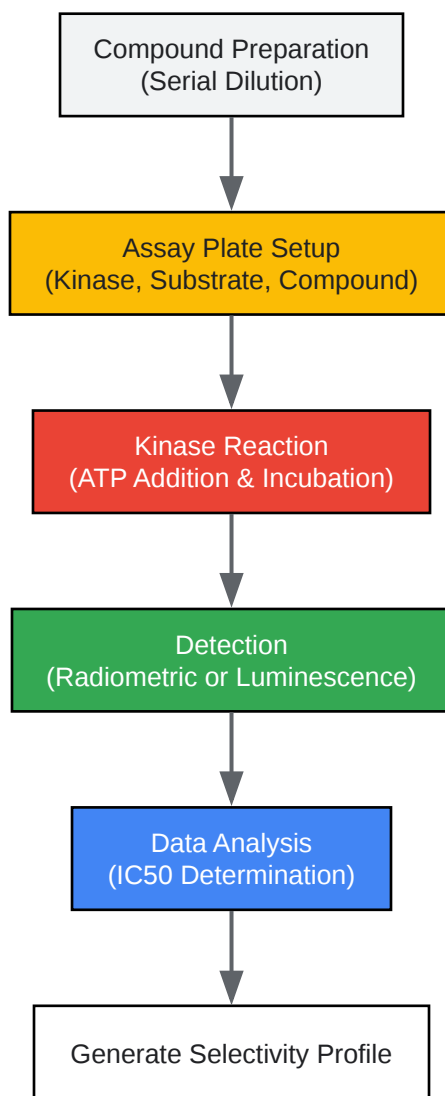 Compound Preparation
(Serial Dilution)
Assay Plate Setup
(Kinase, Substrate, Compound)
Kinase Reaction
(ATP Addition & Incubation)
Detection
(Radiometric or Luminescence)
Data Analysis
(IC50 Determination)
Generate Selectivity Profile